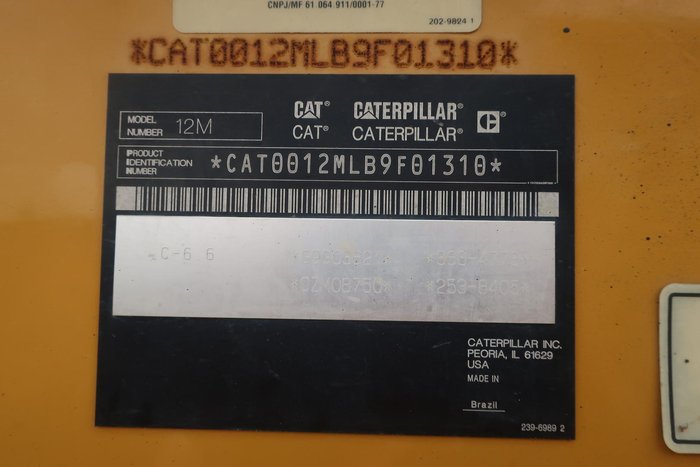 CNPJ/MF 61.064.911/0001-77
202-9824 1
*CAT0012MLB9F01310*
MODEL NUMBER 12M
CAT CATERPILLAR C
CAT® CATERPILLAR®
PRODUCT IDENTIFICATION NUMBER *CAT0012MLB9F01310*
C-6 6
CATERPILLAR INC.
PEORIA, IL 61629
USA
MADE IN
Brazil
239-6989 2